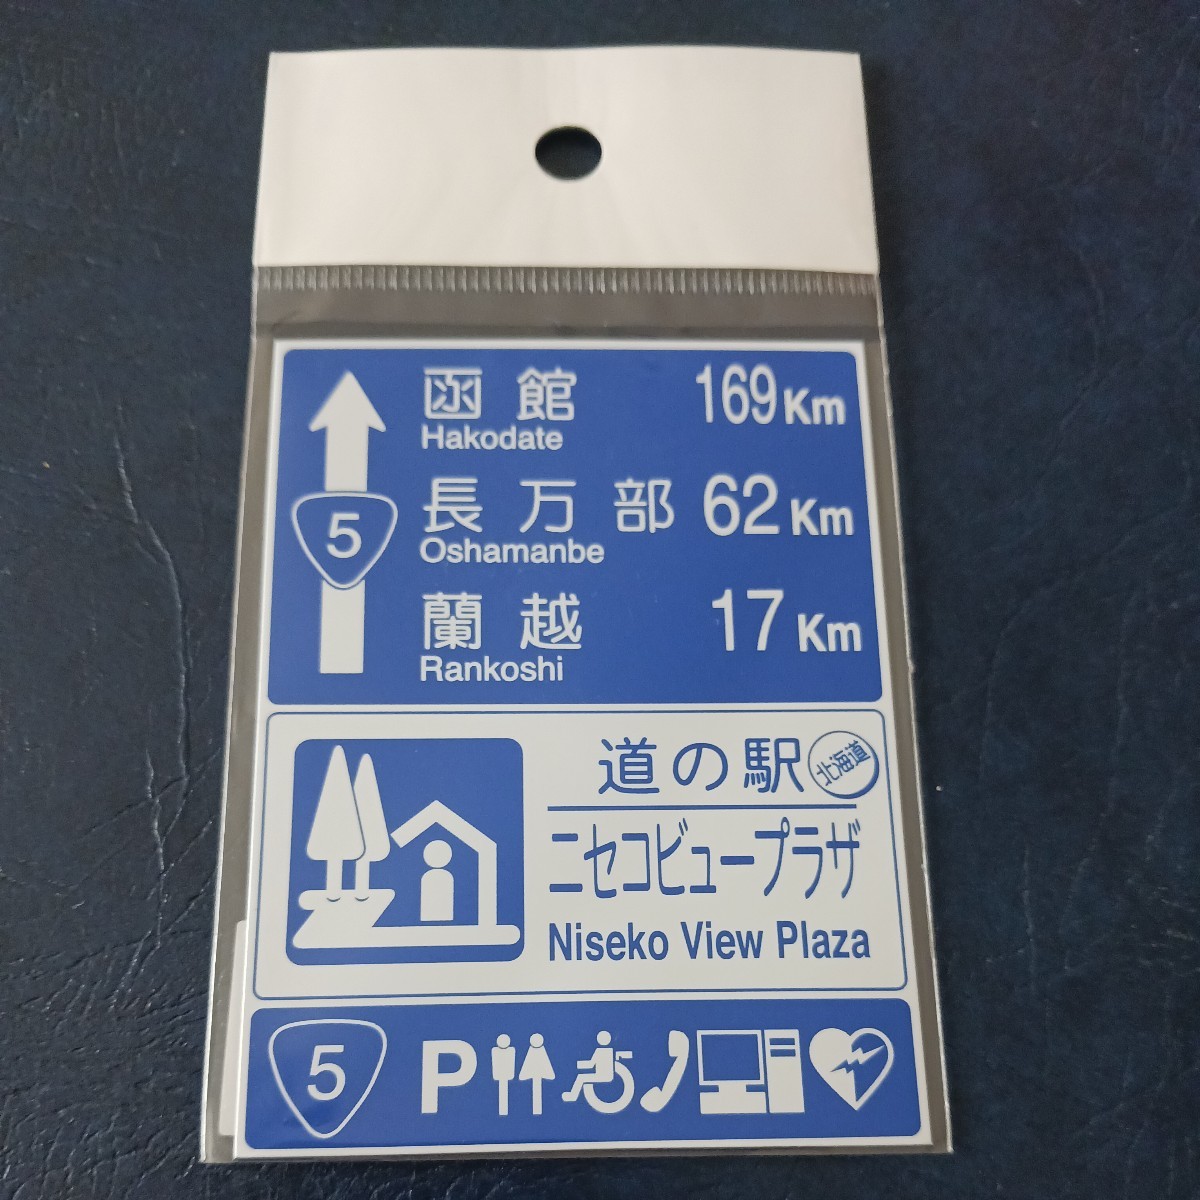 函館 169Km
Hakodate
5
長万部 62Km
Oshamanbe
蘭越 17Km
Rankoshi
道の駅 北海道
ニセコビュープラザ
Niseko View Plaza
5 P